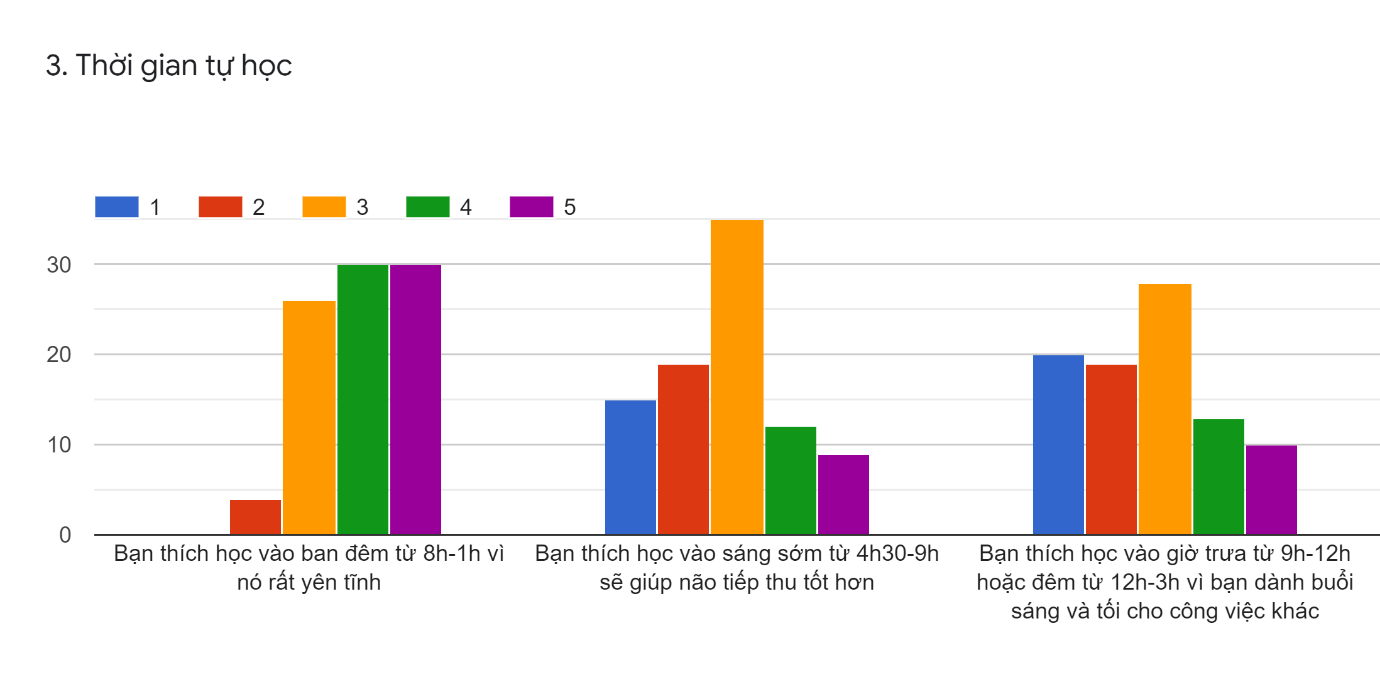 3. Thời gian tự học
1 2 3 4 5
30
20
10
0
Bạn thích học vào ban đêm từ 8h-1h vì
nó rất yên tĩnh
Bạn thích học vào sáng sớm từ 4h30-9h
sẽ giúp não tiếp thu tốt hơn
Bạn thích học vào giờ trưa từ 9h-12h
hoặc đêm từ 12h-3h vì bạn dành buổi
sáng và tối cho công việc khác